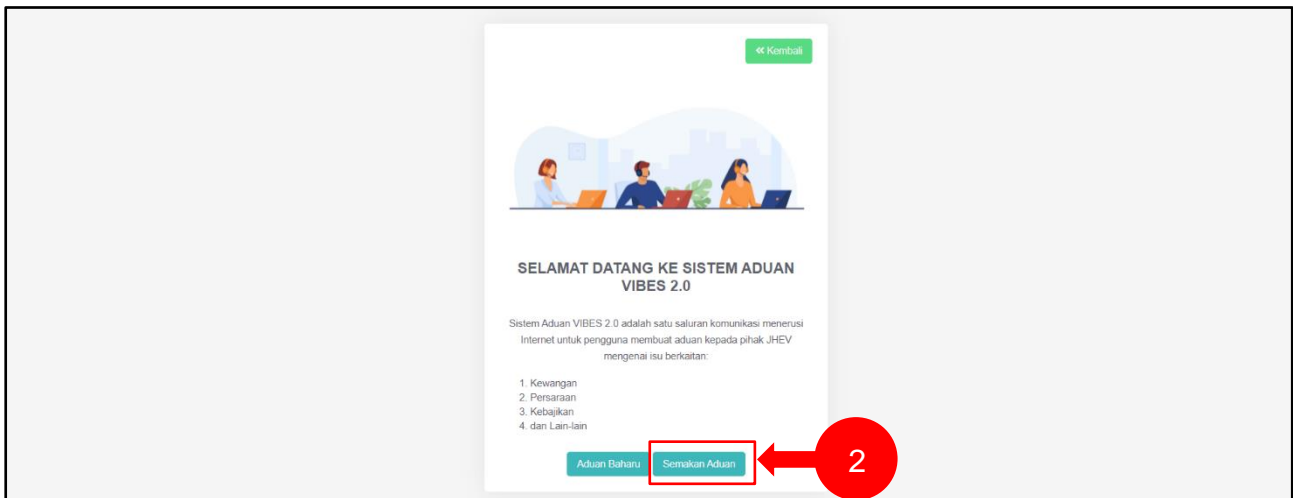 « Kembali
SELAMAT DATANG KE SISTEM ADUAN
VIBES 2.0
Sistem Aduan VIBES 2.0 adalah satu saluran komunikasi menerusi
Internet untuk pengguna membuat aduan kepada pihak JHEV
mengenai isu berkaitan:
1. Kewangan
2. Persaraan
3. Kebajikan
4. dan Lain-lain
Aduan Baharu Semakan Aduan 2